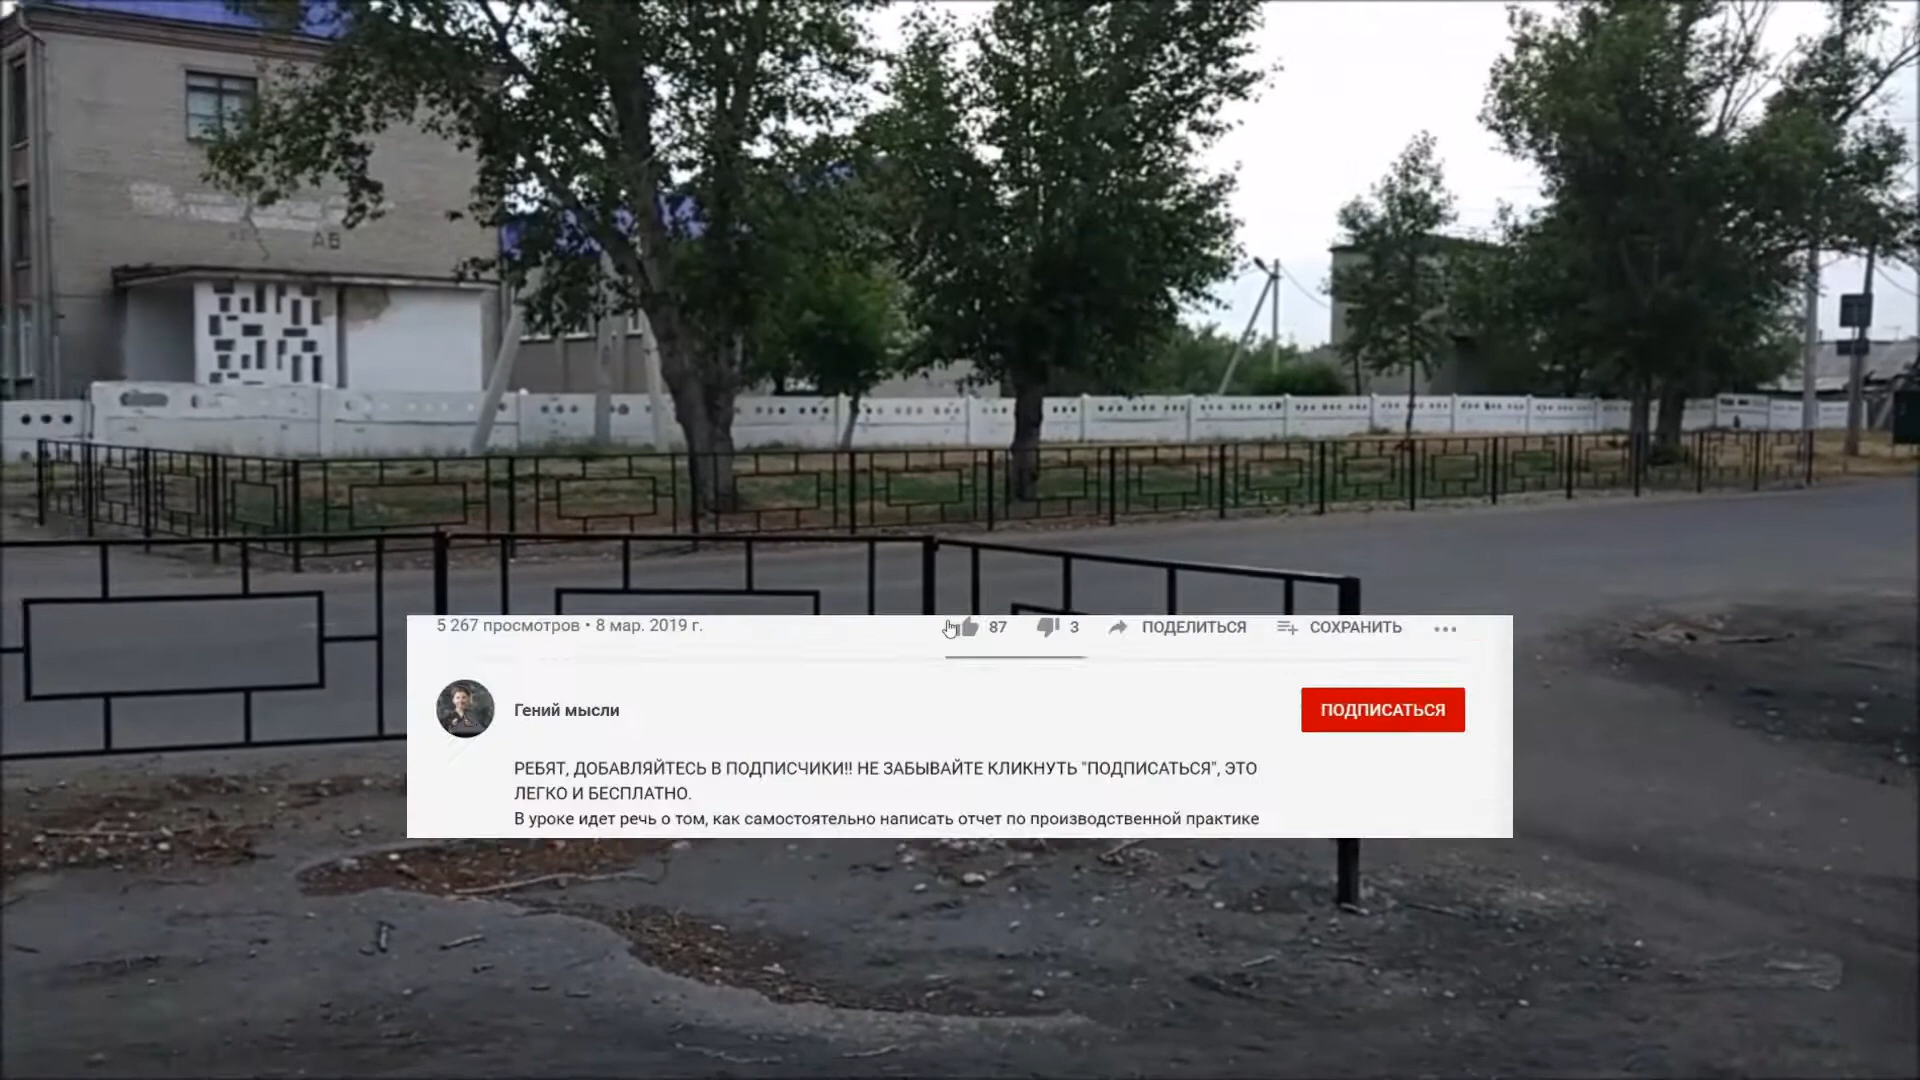 АБ
5 267 просмотров • 8 мар. 2019 г.
87
3
ПОДЕЛИТЬСЯ
СОХРАНИТЬ
Гений мысли
ПОДПИСАТЬСЯ
РЕБЯТ, ДОБАВЛЯЙТЕСЬ В ПОДПИСЧИКИ!! НЕ ЗАБЫВАЙТЕ КЛИКНУТЬ "ПОДПИСАТЬСЯ", ЭТО
ЛЕГКО И БЕСПЛАТНО.
В уроке идет речь о том, как самостоятельно написать отчет по производственной практике